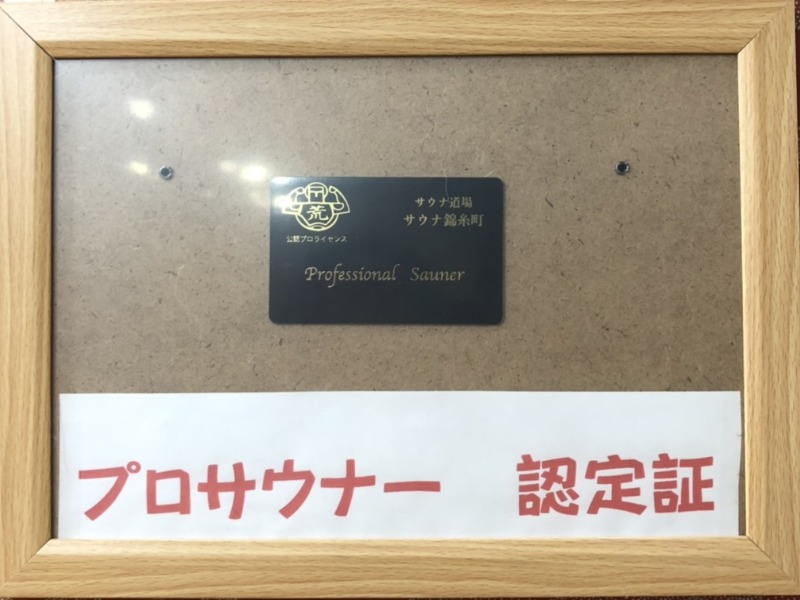 荒
公認プロライセンス
サウナ道場
サウナ錦糸町
Professional Sauner
プロサウナー 認定証